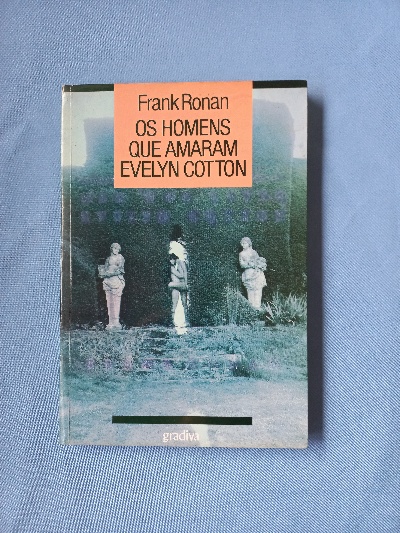 Frank Ronan
OS HOMENS
QUE AMARAM
EVELYN COTTON
gradiva